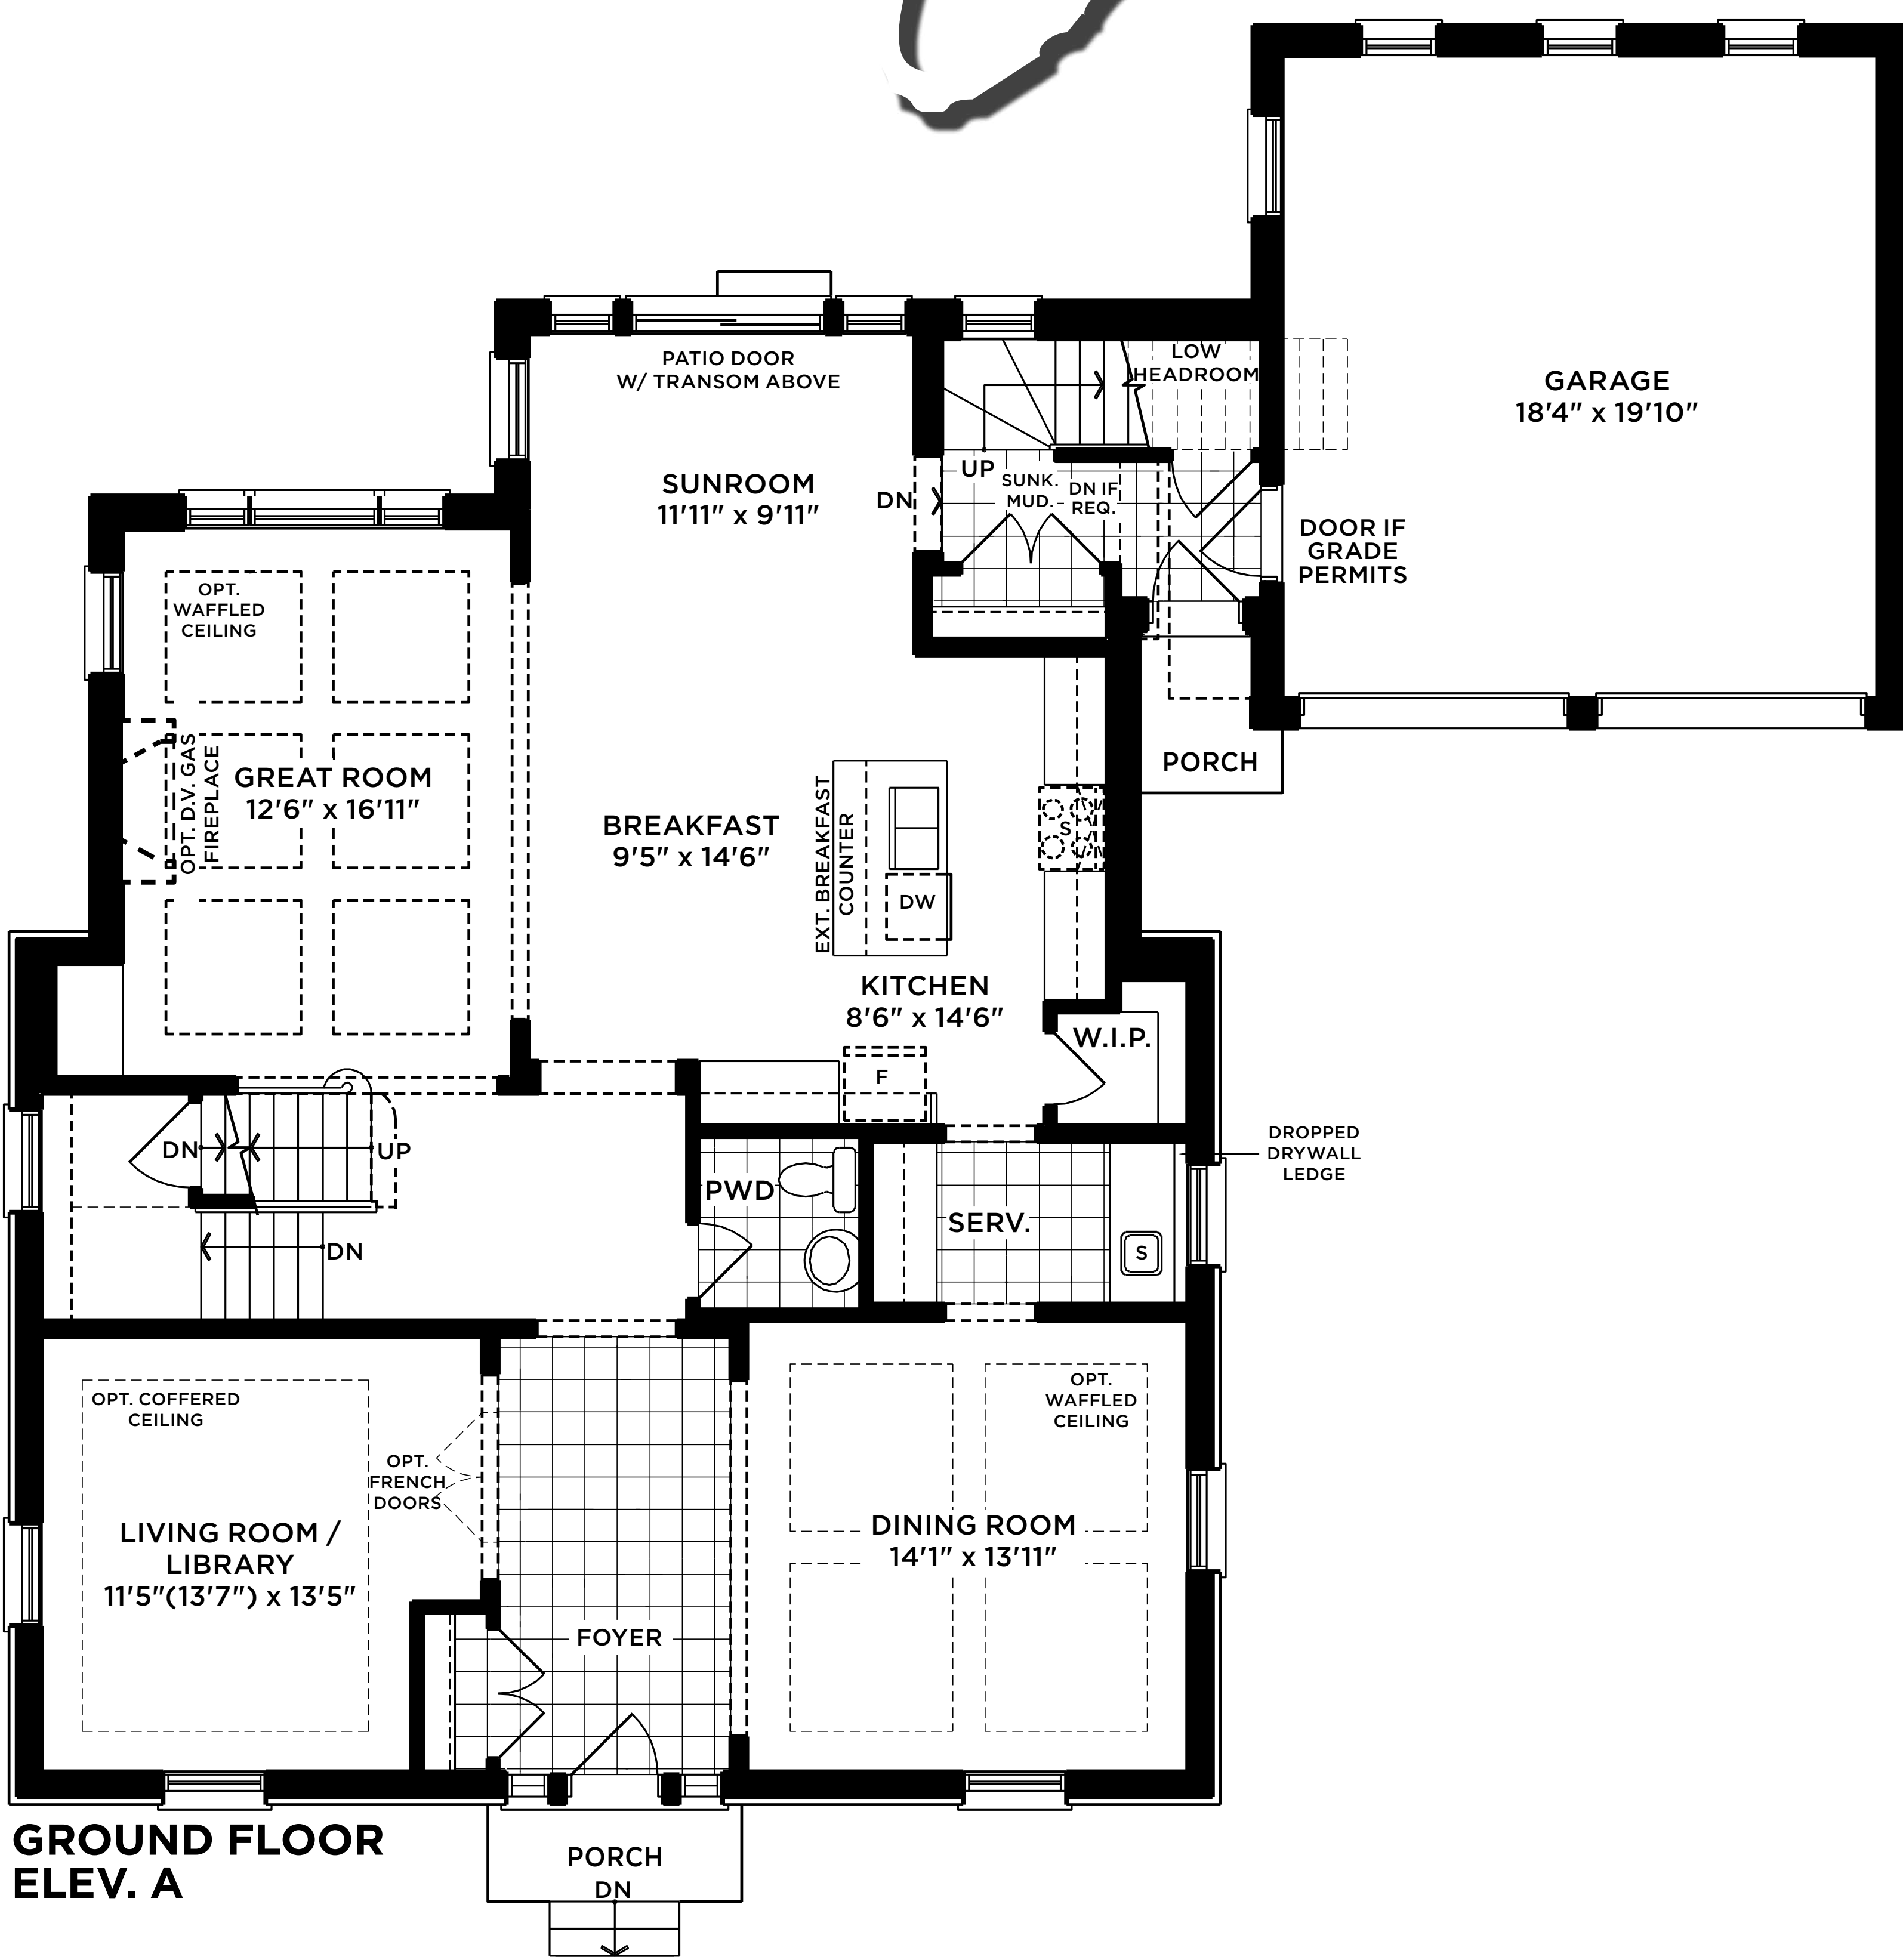 PATIO DOOR
W/ TRANSOM ABOVE
LOW
HEADROOM
GARAGE
18'4" x 19'10"
SUNROOM
11'11" x 9'11"
UP
DN
SUNK.
MUD.
DN IF
REQ.
DOOR IF
GRADE
PERMITS
OPT.
WAFFLED
CEILING
OPT. D.V. GAS
FIREPLACE
GREAT ROOM
12'6" x 16'11"
BREAKFAST
9'5" x 14'6"
EXT. BREAKFAST
COUNTER
DW
S
PORCH
KITCHEN
8'6" x 14'6"
F
W.I.P.
DN
UP
DN
PWD
SERV.
S
DROPPED
DRYWALL
LEDGE
OPT. COFFERED
CEILING
OPT.
FRENCH
DOORS
LIVING ROOM /
LIBRARY
11'5"(13'7") x 13'5"
FOYER
OPT.
WAFFLED
CEILING
DINING ROOM
14'1" x 13'11"
PORCH
DN
GROUND FLOOR
ELEV. A